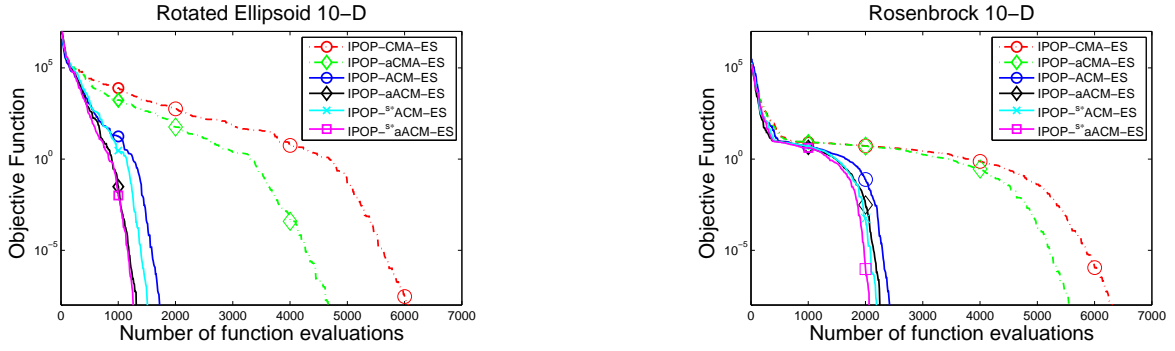 Rotated Ellipsoid 10−D
10^5
10^0
10^−5
Objective Function
IPOP−CMA−ES
IPOP−aCMA−ES
IPOP−ACM−ES
IPOP−aACM−ES
IPOP−^s*ACM−ES
IPOP−^s*aACM−ES
0 1000 2000 3000 4000 5000 6000 7000
Number of function evaluations
Rosenbrock 10−D
10^5
10^0
10^−5
Objective Function
IPOP−CMA−ES
IPOP−aCMA−ES
IPOP−ACM−ES
IPOP−aACM−ES
IPOP−^s*ACM−ES
IPOP−^s*aACM−ES
0 1000 2000 3000 4000 5000 6000 7000
Number of function evaluations